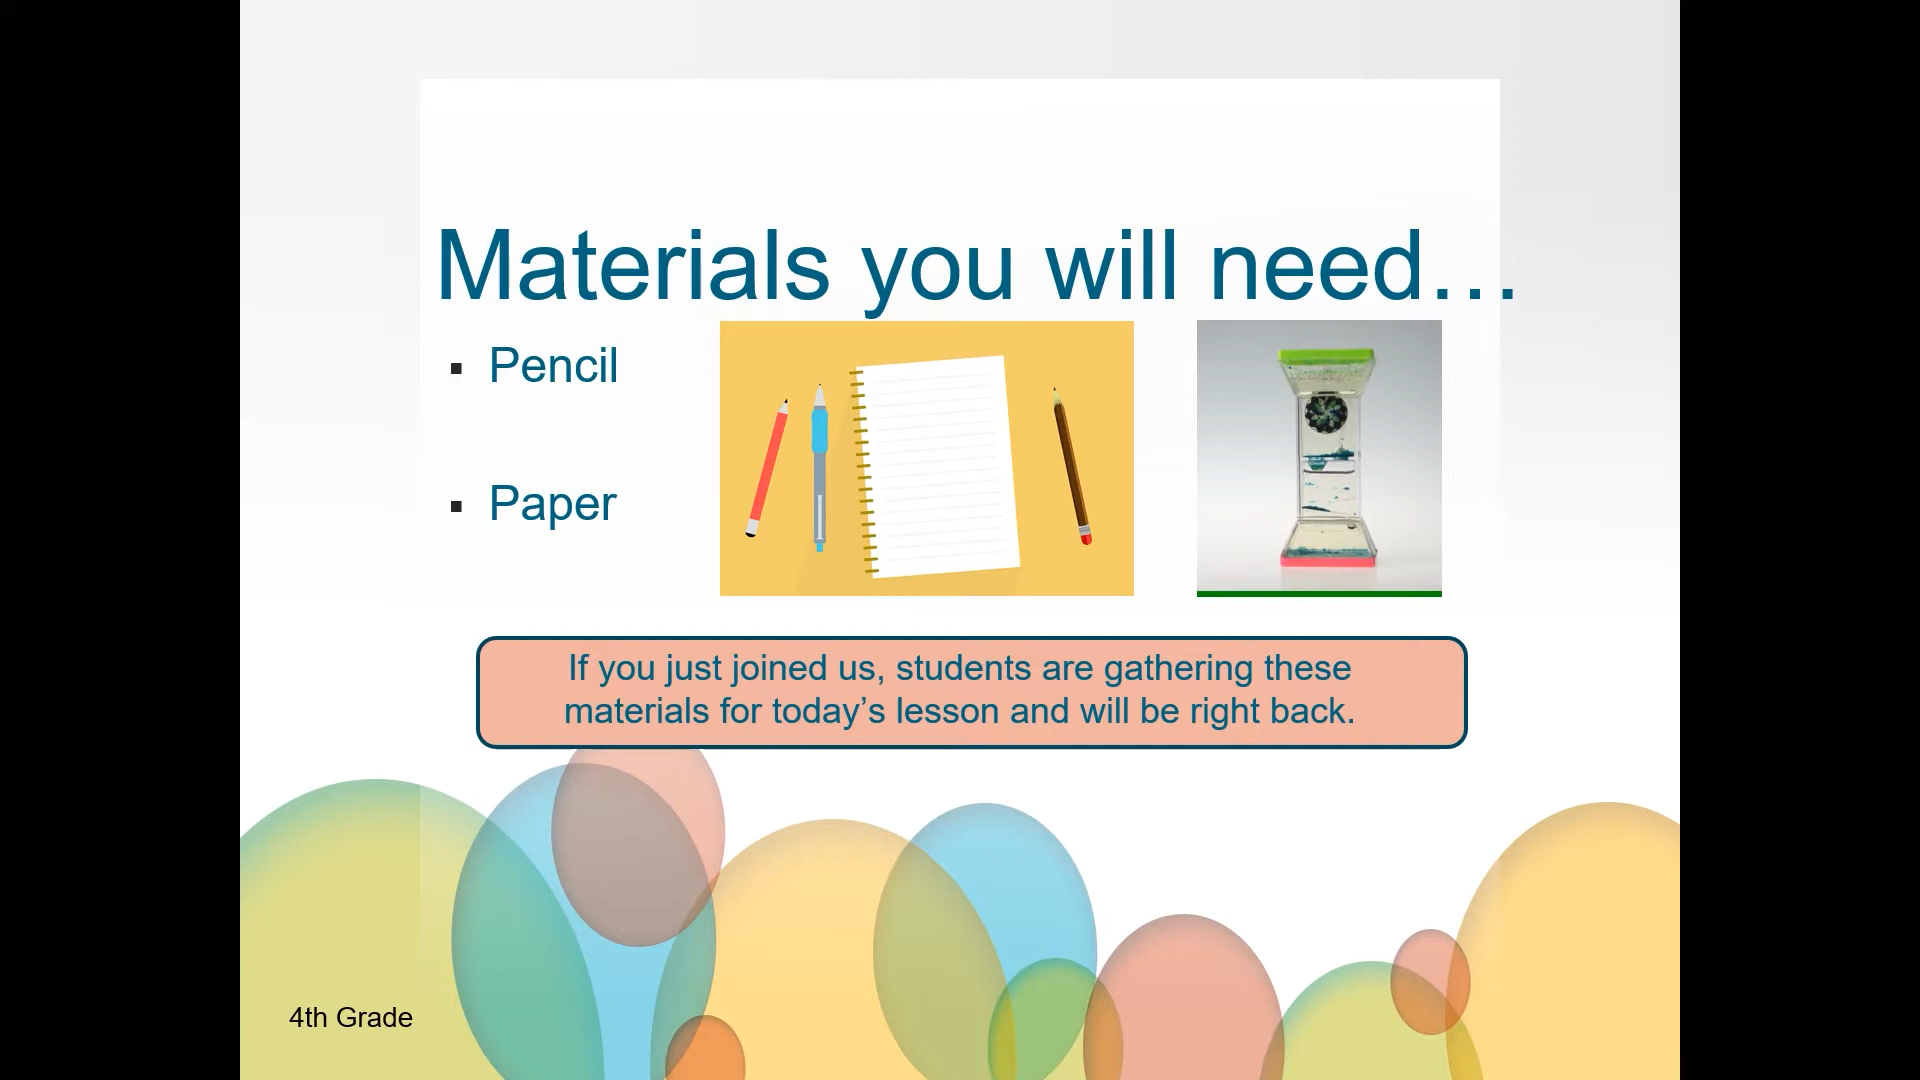 Materials you will need…
▪ Pencil
▪ Paper
If you just joined us, students are gathering these
materials for today’s lesson and will be right back.
4th Grade